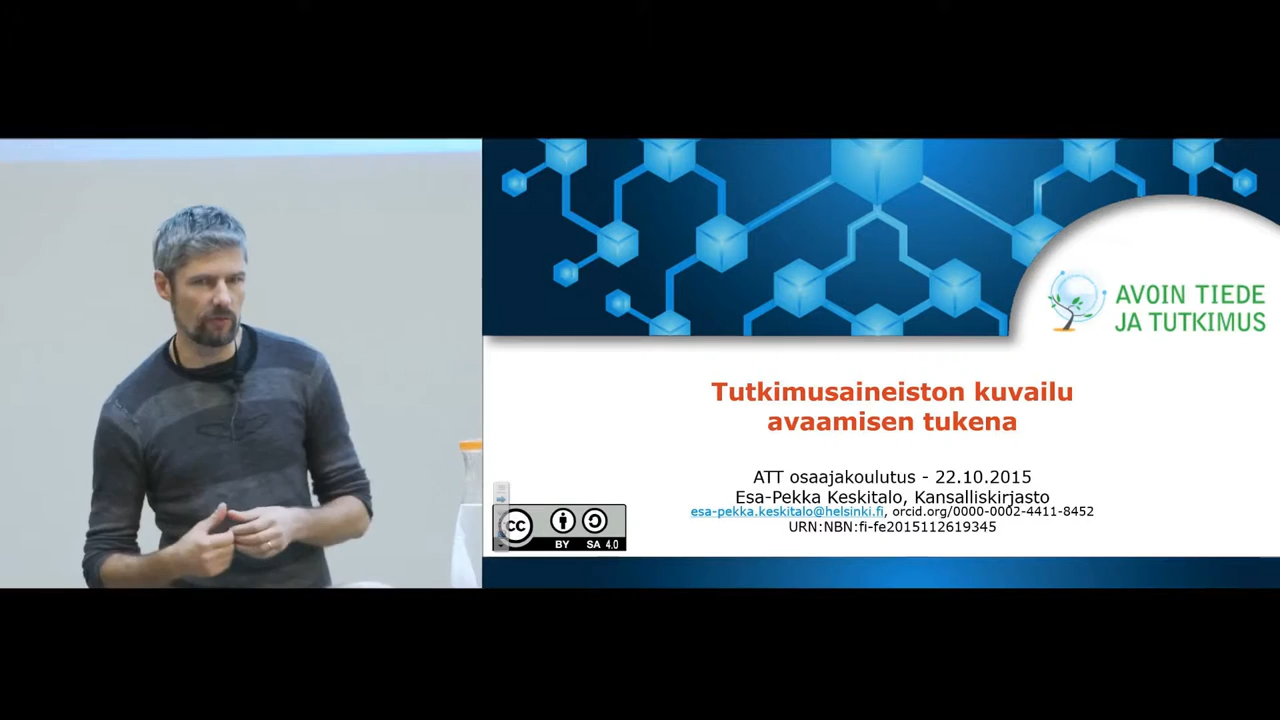 AVOIN TIEDE
JA TUTKIMUS
Tutkimusaineiston kuvailu
avaamisen tukena
ATT osaajakoulutus - 22.10.2015
Esa-Pekka Keskitalo, Kansalliskirjasto
esa-pekka.keskitalo@helsinki.fi, orcid.org/0000-0002-4411-8452
URN:NBN:fi-fe2015112619345
cc
BY SA 4.0